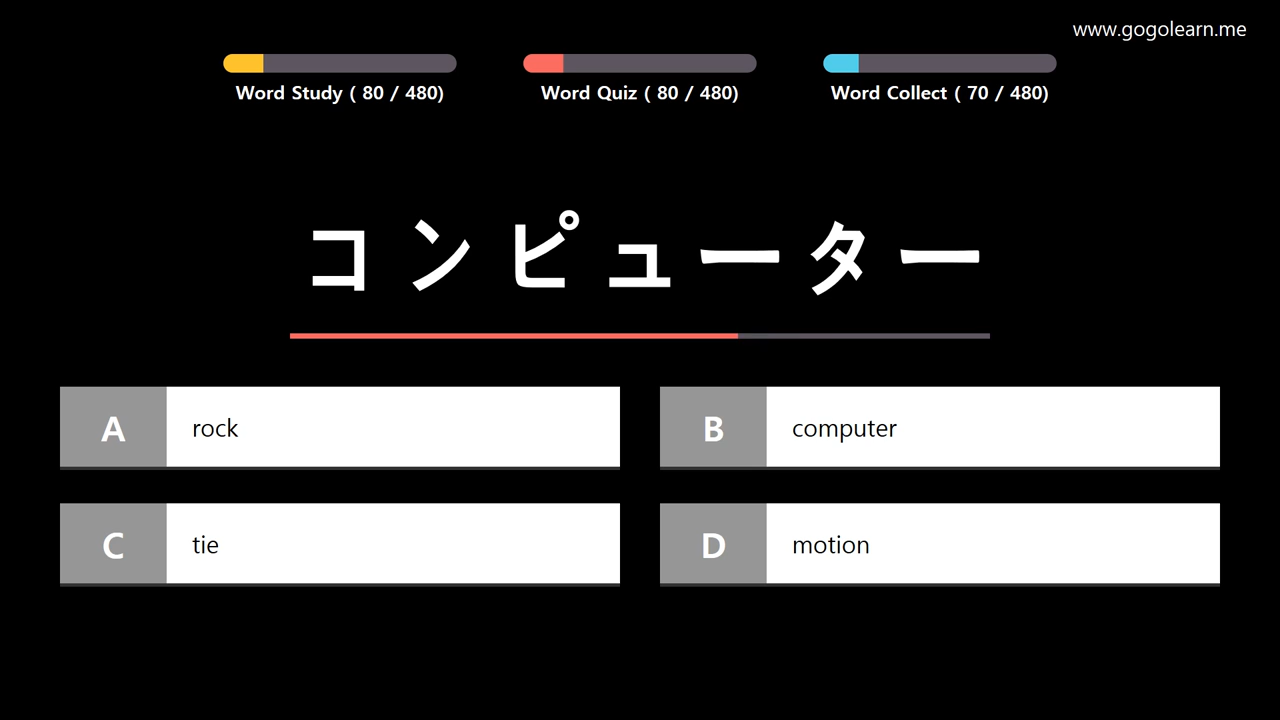 www.gogolearn.me
Word Study ( 80 / 480)
Word Quiz ( 80 / 480)
Word Collect ( 70 / 480)
コンピューター
A rock
B computer
C tie
D motion